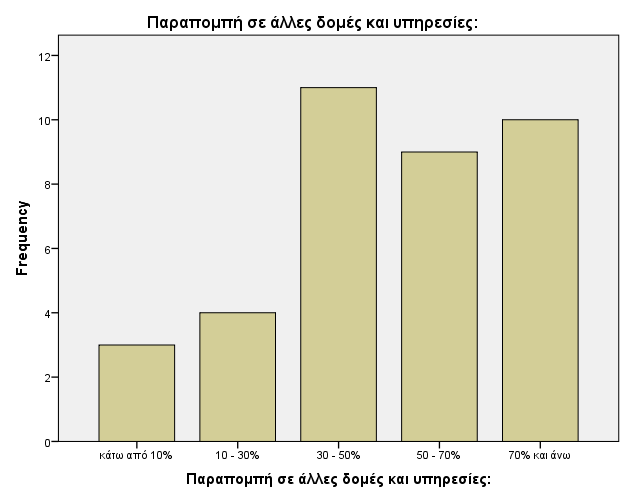 Παραπομπή σε άλλες δομές και υπηρεσίες:
12
10
8
6
4
2
0
Frequency
κάτω από 10%
10 - 30%
30 - 50%
50 - 70%
70% και άνω
Παραπομπή σε άλλες δομές και υπηρεσίες: